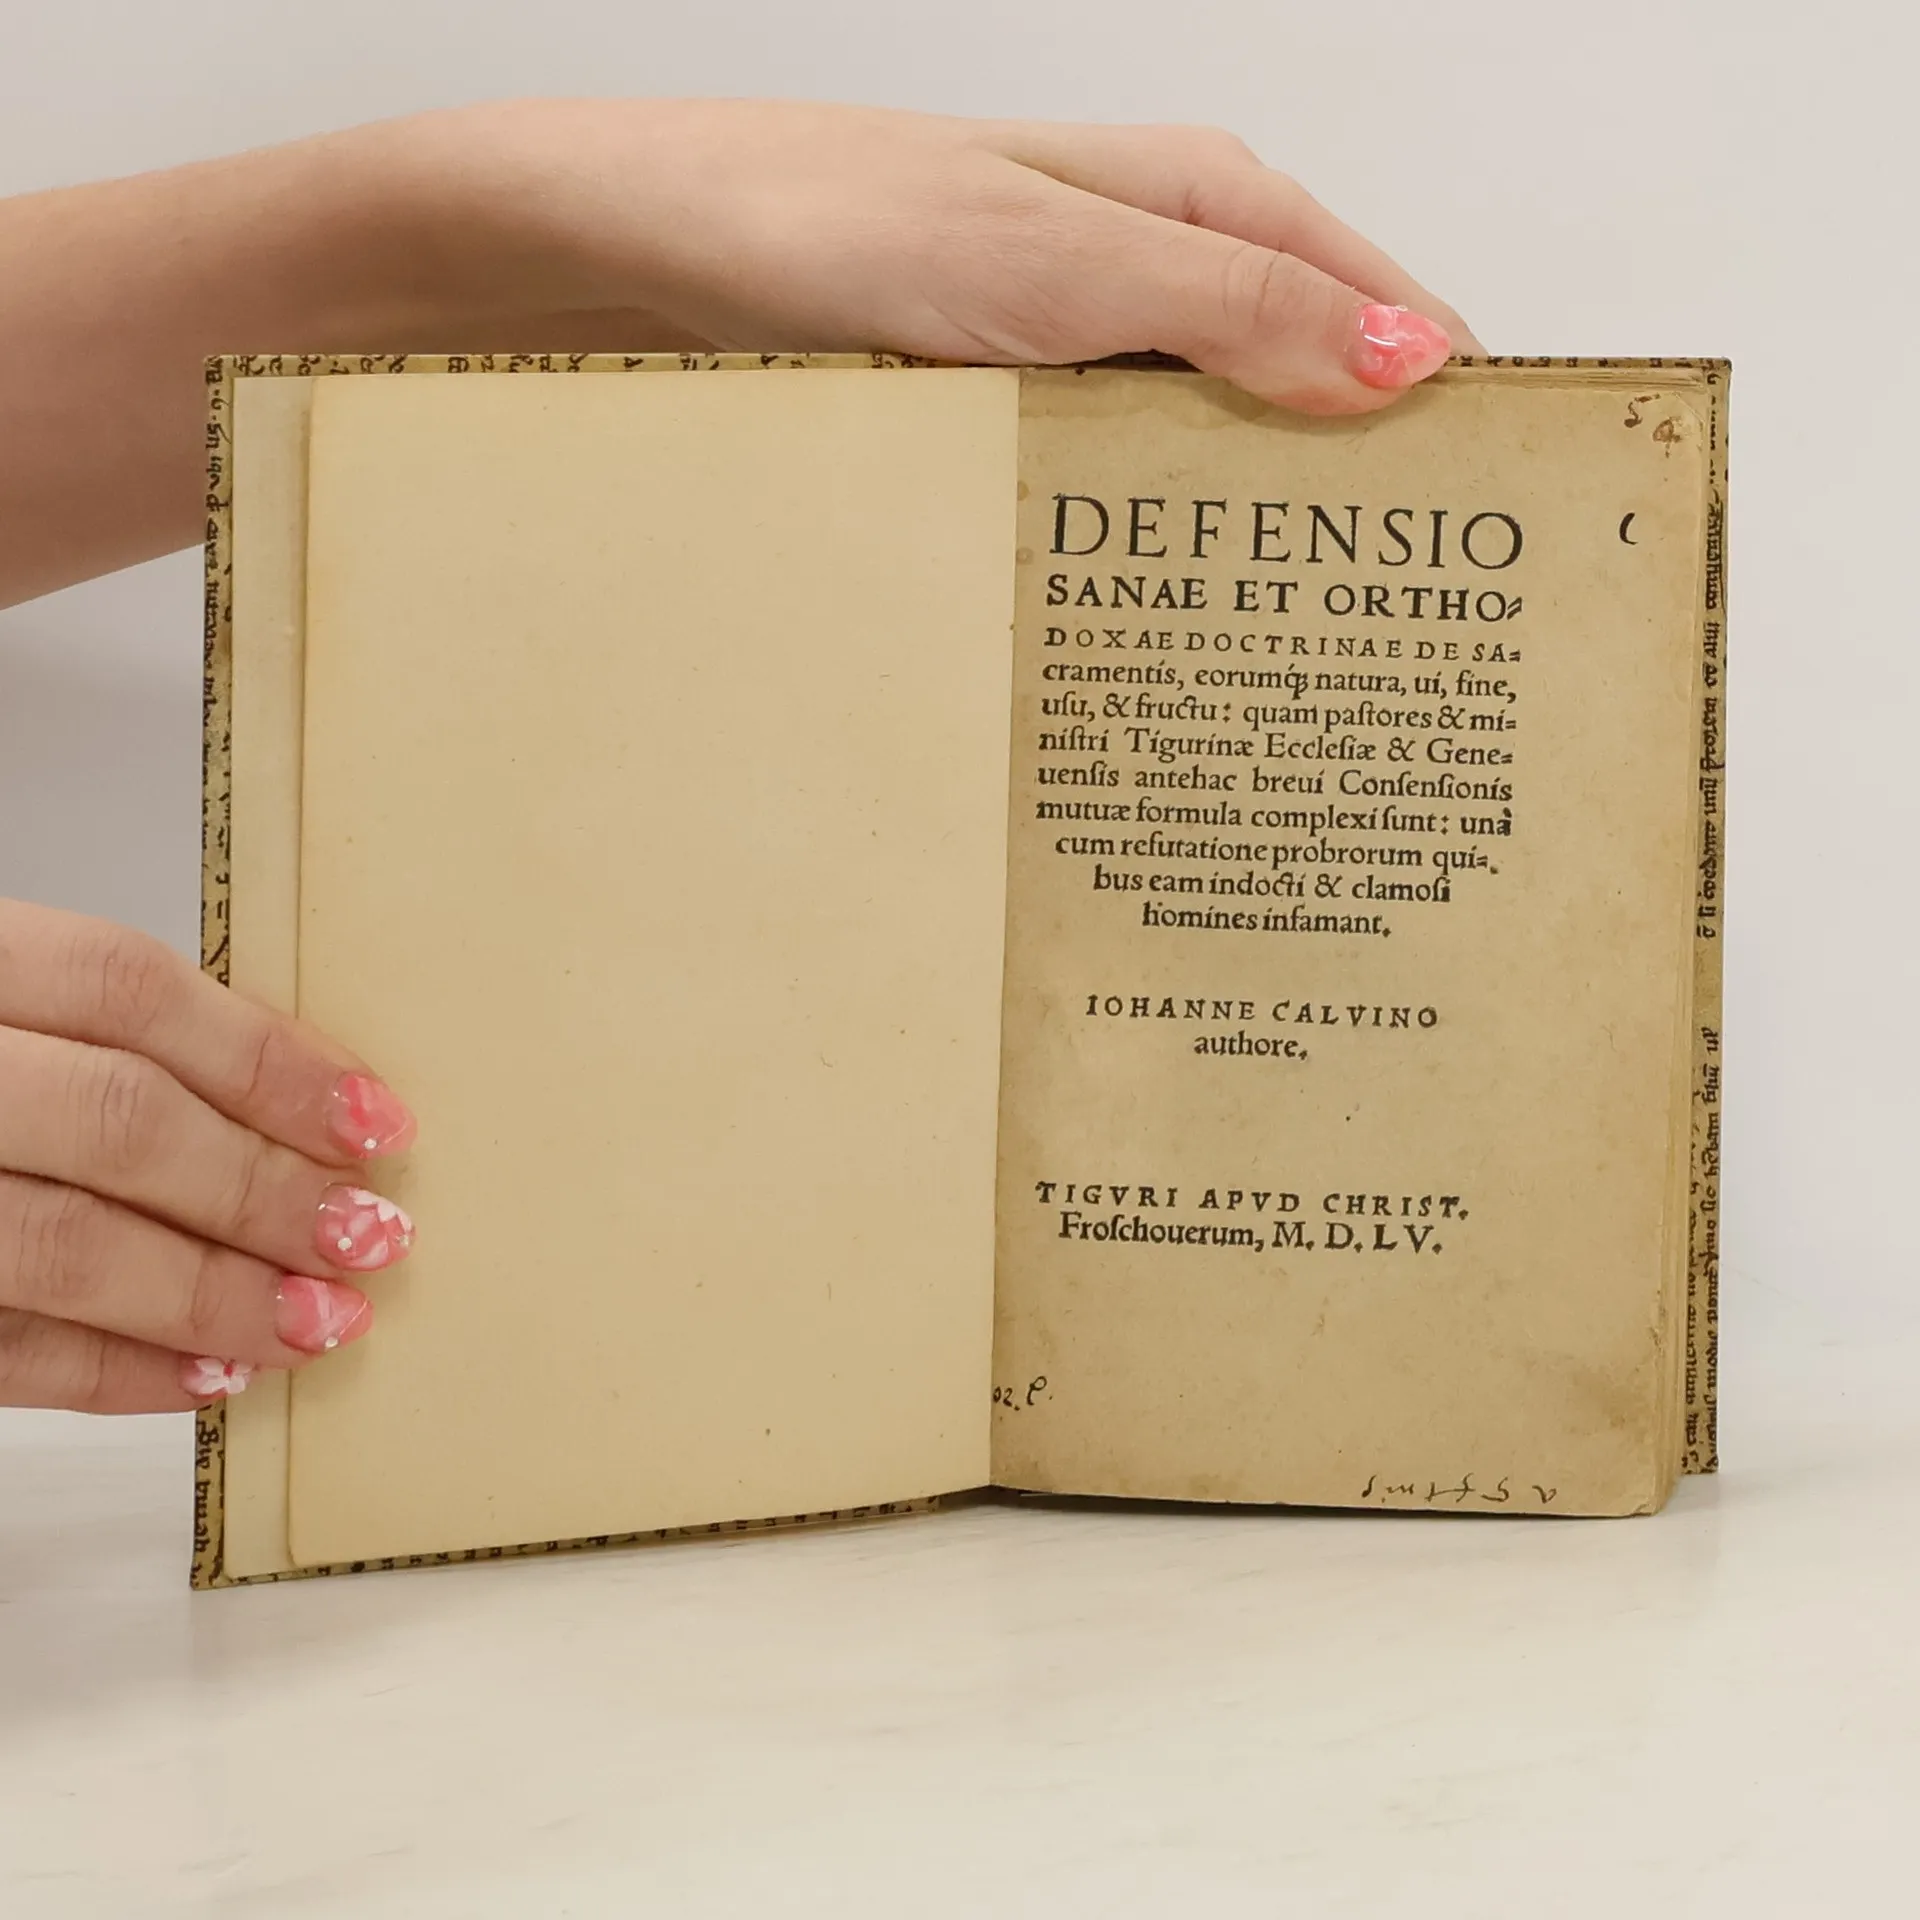 DEFENSIO
SANAE ET ORTHO⸗
DOXAE DOCTRINAE DE SA⸗
cramentis, eorumq́ꝫ natura, ui, fine,
uſu, & fructu: quam paſtores & mi⸗
niſtri Tigurinæ Eccleſiæ & Gene⸗
uenſis antehac breui Conſenſionis
mutuæ formula complexi ſunt: unà
cum refutatione probrorum qui⸗
bus eam indocti & clamoſi
homines infamant.
IOHANNE CALVINO
authore.
TIGVRI APVD CHRIST.
Froſchouerum, M. D. LV.